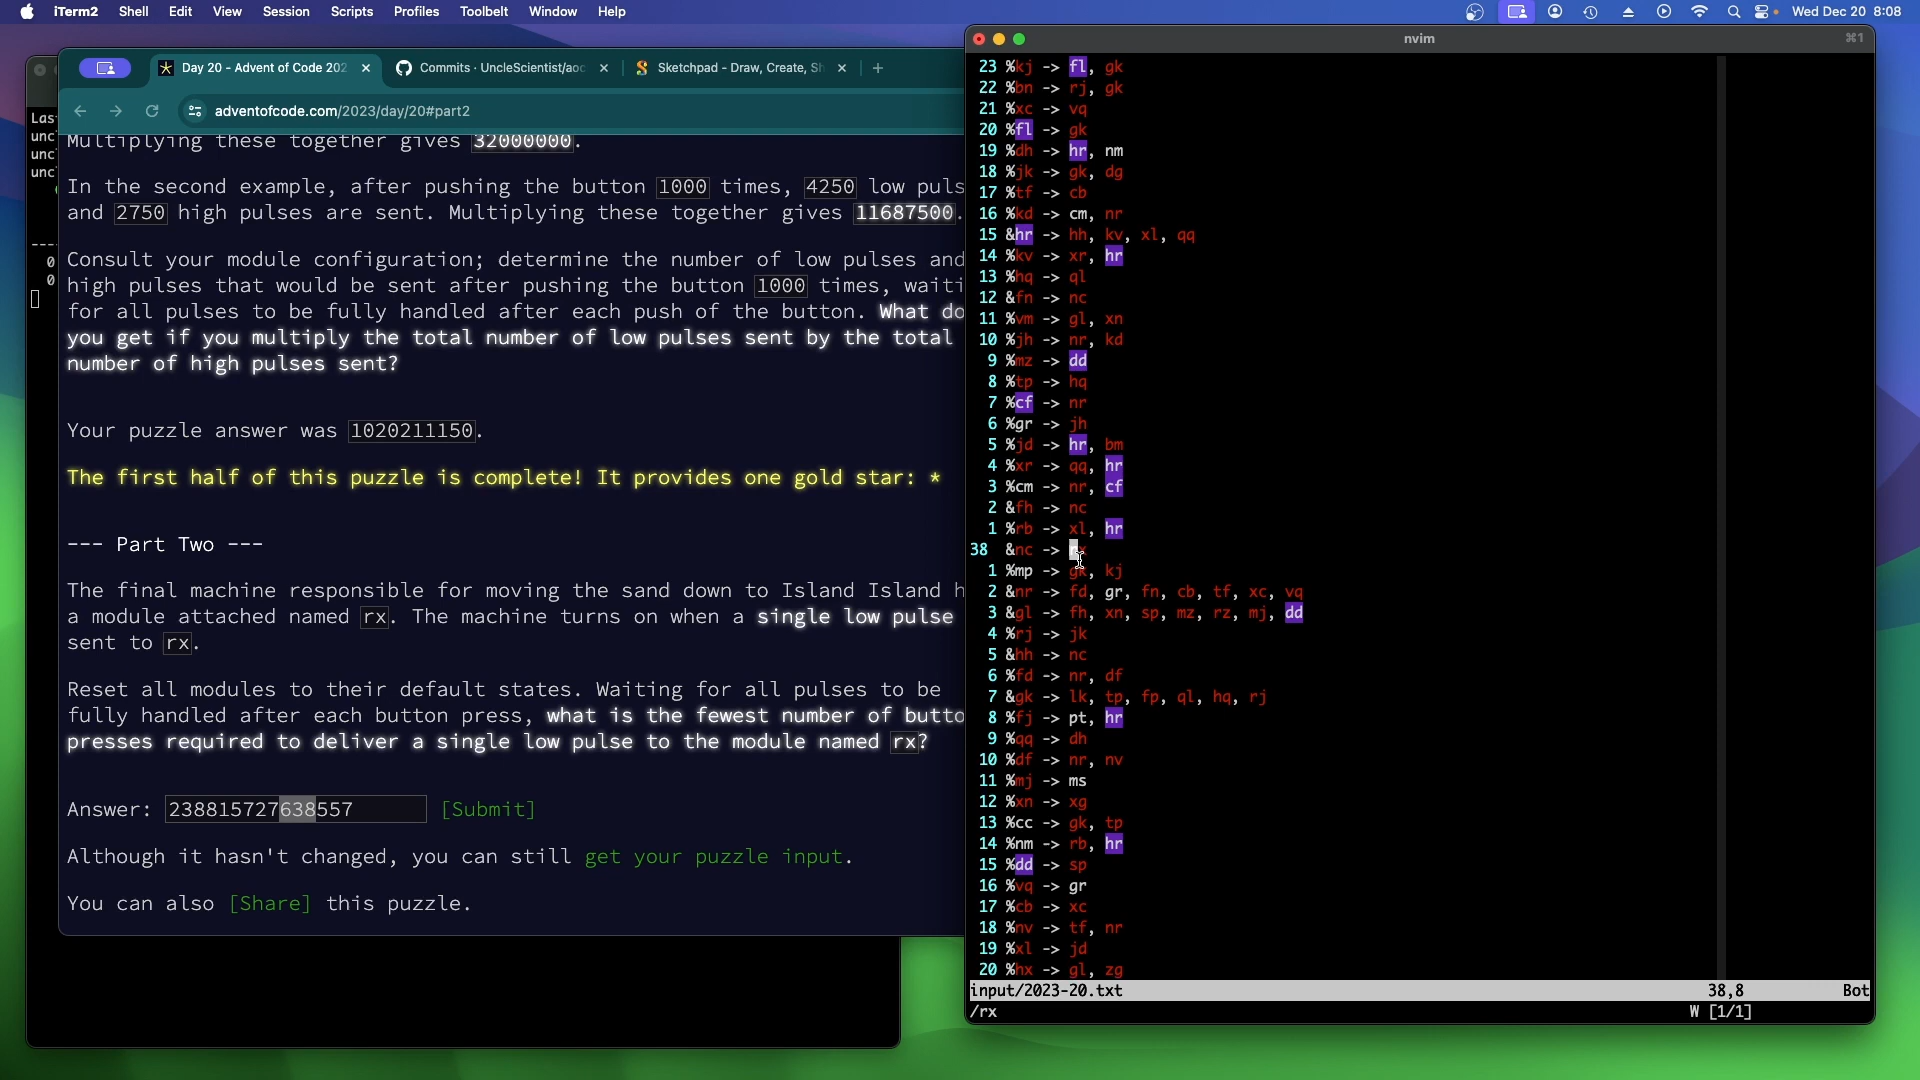 iTerm2 Shell Edit View Session Scripts Profiles Toolbelt Window Help Wed Dec 20 8:08
Day 20 - Advent of Code 202 × Commits · UncleScientist/aoc × Sketchpad - Draw, Create, Sh × +
adventofcode.com/2023/day/20#part2
Las
unc
unc
unc
----
0
0
Multiplying these together gives 32000000.
In the second example, after pushing the button 1000 times, 4250 low puls
and 2750 high pulses are sent. Multiplying these together gives 11687500.
Consult your module configuration; determine the number of low pulses and
high pulses that would be sent after pushing the button 1000 times, waiti
for all pulses to be fully handled after each push of the button. What do
you get if you multiply the total number of low pulses sent by the total
number of high pulses sent?
Your puzzle answer was 1020211150.
The first half of this puzzle is complete! It provides one gold star: *
--- Part Two ---
The final machine responsible for moving the sand down to Island Island h
a module attached named rx. The machine turns on when a single low pulse
sent to rx.
Reset all modules to their default states. Waiting for all pulses to be
fully handled after each button press, what is the fewest number of butto
presses required to deliver a single low pulse to the module named rx?
Answer: 238815727638557 [Submit]
Although it hasn't changed, you can still get your puzzle input.
You can also [Share] this puzzle.
nvim ⌘1
23 %kj -> fl, gk
22 %bn -> rj, gk
21 %xc -> vq
20 %fl -> gk
19 %dh -> hr, nm
18 %jk -> gk, dg
17 %tf -> cb
16 %kd -> cm, nr
15 &hr -> hh, kv, xl, qq
14 %kv -> xr, hr
13 %hq -> ql
12 &fn -> nc
11 %vm -> gl, xn
10 %jh -> nr, kd
9 %mz -> dd
8 %tp -> hq
7 %cf -> nr
6 %gr -> jh
5 %jd -> hr, bm
4 %xr -> qq, hr
3 %cm -> nr, cf
2 &fh -> nc
1 %rb -> xl, hr
38 &nc -> rx
1 %mp -> gk, kj
2 &nr -> fd, gr, fn, cb, tf, xc, vq
3 &gl -> fh, xn, sp, mz, rz, mj, dd
4 %rj -> jk
5 &hh -> nc
6 %fd -> nr, df
7 &gk -> lk, tp, fp, ql, hq, rj
8 %fj -> pt, hr
9 %qq -> dh
10 %df -> nr, nv
11 %mj -> ms
12 %xn -> xg
13 %cc -> gk, tp
14 %nm -> rb, hr
15 %dd -> sp
16 %vq -> gr
17 %cb -> xc
18 %nv -> tf, nr
19 %xl -> jd
20 %hx -> gl, zg
input/2023-20.txt 38,8 Bot
/rx W [1/1]